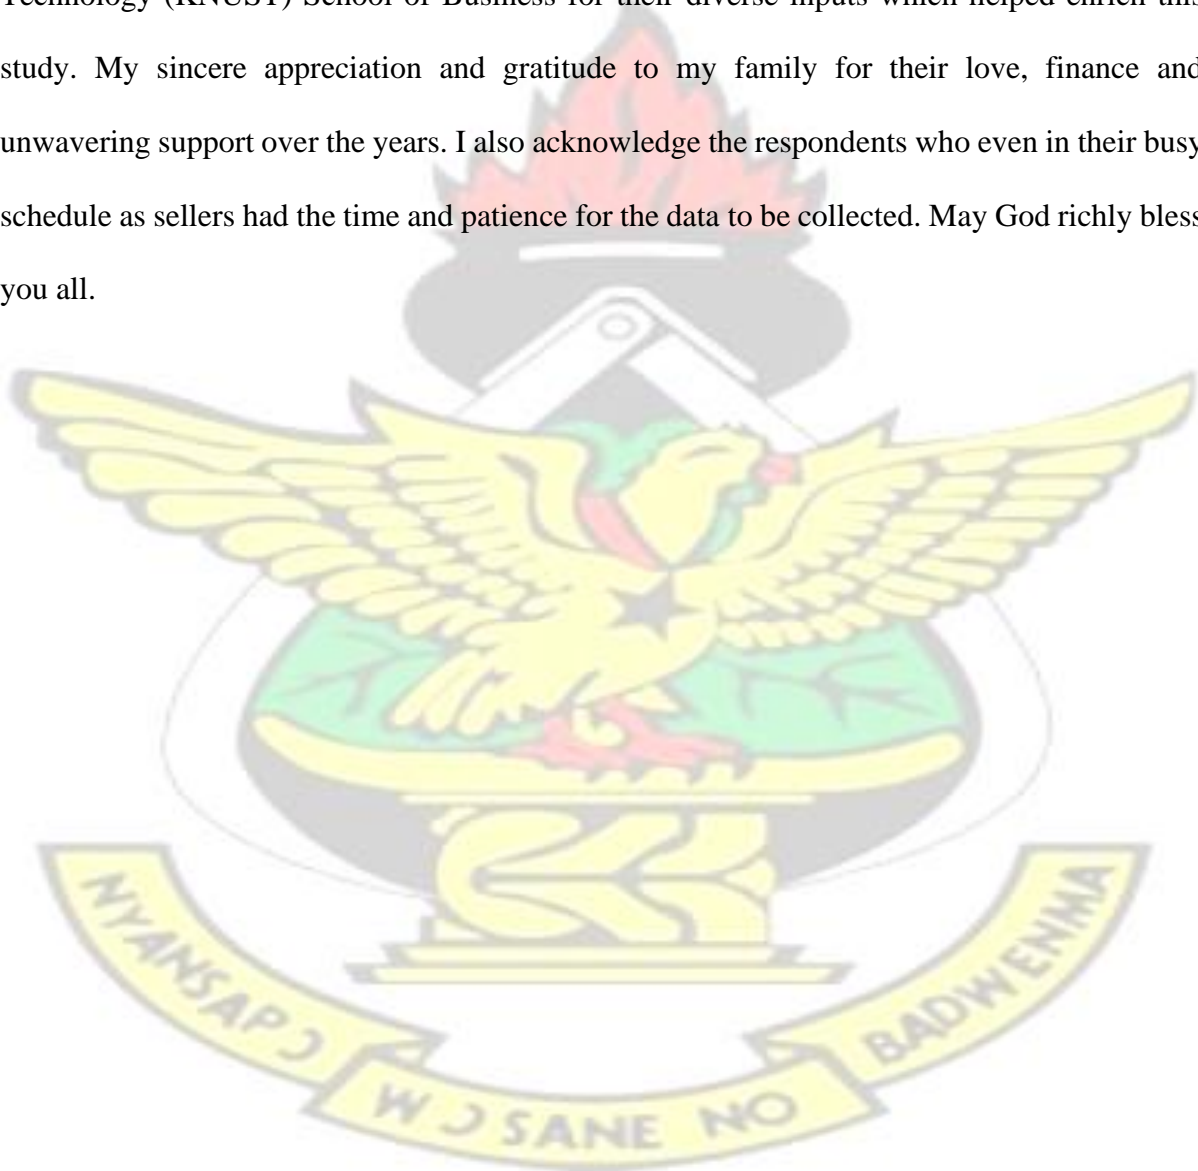 Technology (KNUST) School of Business for their diverse inputs which helped enrich this
study. My sincere appreciation and gratitude to my family for their love, finance and
unwavering support over the years. I also acknowledge the respondents who even in their busy
schedule as sellers had the time and patience for the data to be collected. May God richly bless
you all.
NYANSAPƆ
WƆSANE NO
BADWENMA